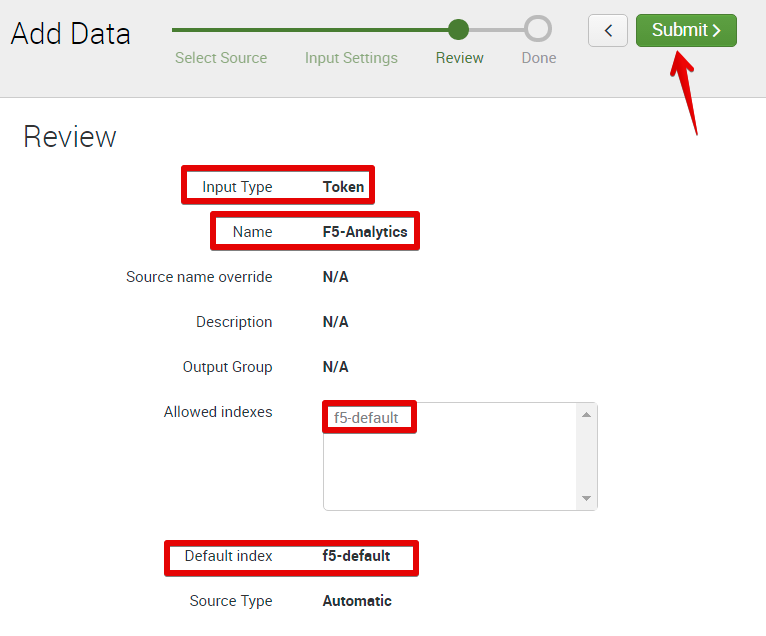 Add Data
Select Source Input Settings Review Done
Submit
Review
Input Type Token
Name F5-Analytics
Source name override N/A
Description N/A
Output Group N/A
Allowed indexes f5-default
Default index f5-default
Source Type Automatic